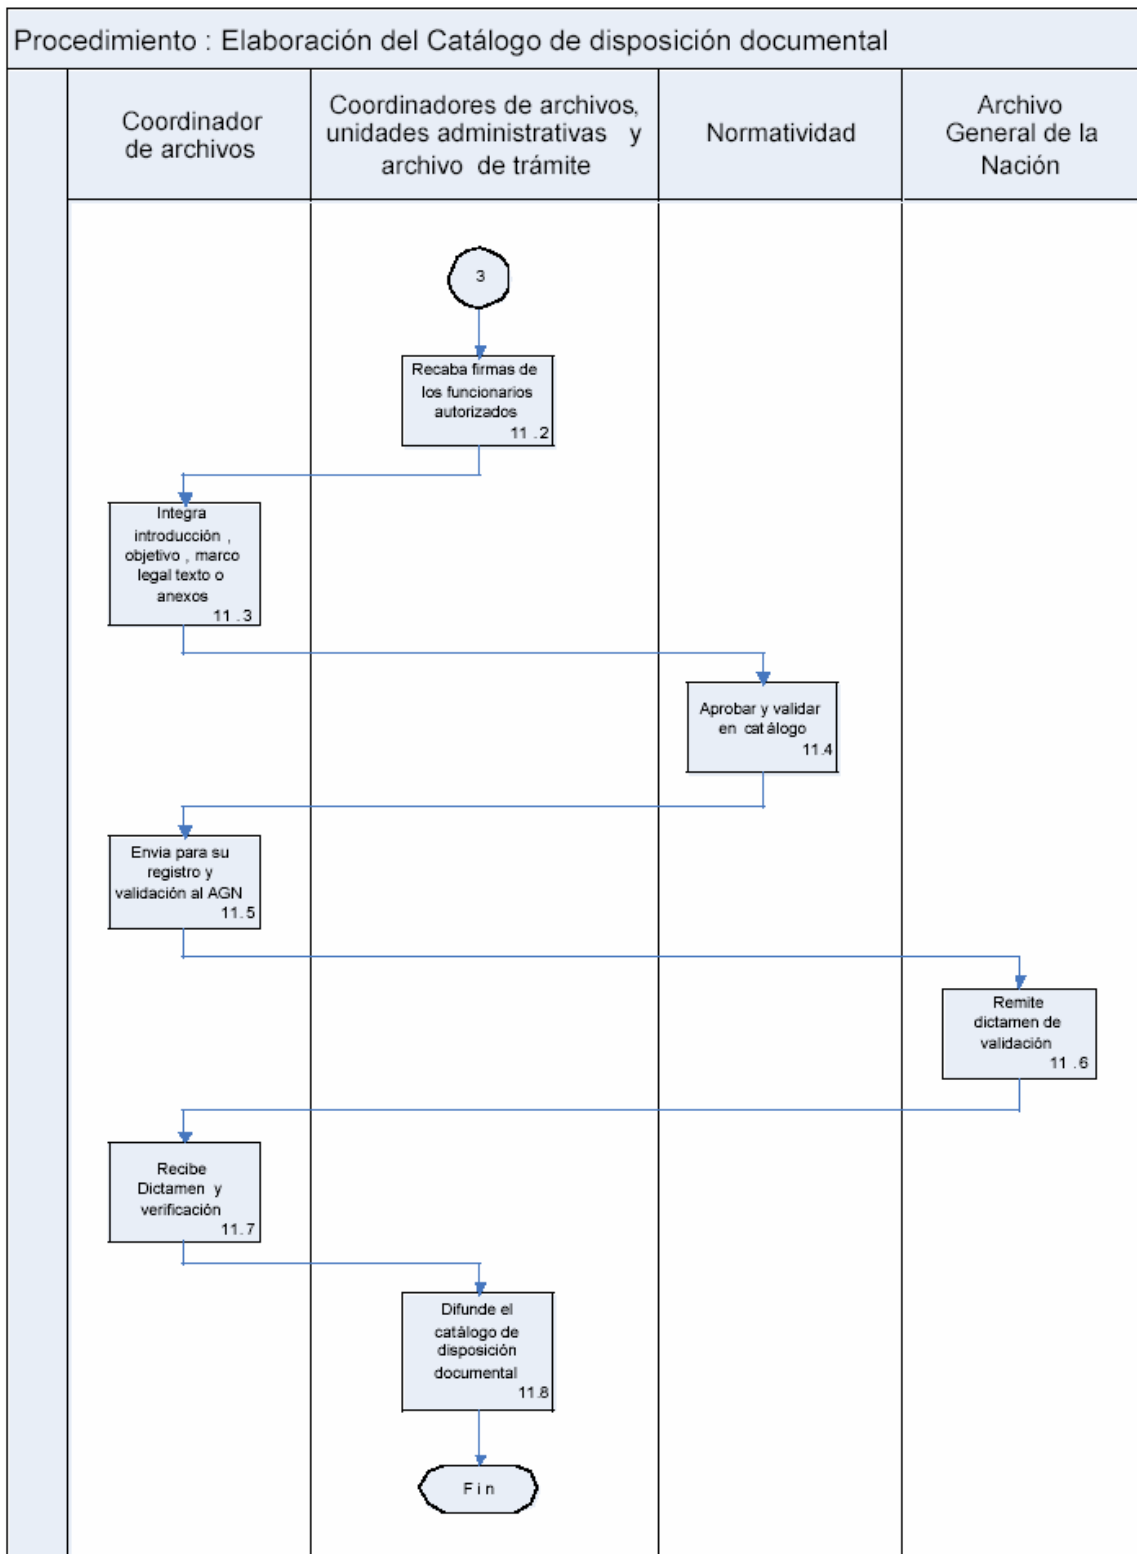 Procedimiento : Elaboración del Catálogo de disposición documental
Coordinador
de archivos
Coordinadores de archivos,
unidades administrativas y
archivo de trámite
Normatividad
Archivo
General de la
Nación
3
Recaba firmas de
los funcionarios
autorizados
11 .2
Integra
introducción ,
objetivo , marco
legal texto o
anexos
11 .3
Aprobar y validar
en catálogo
11.4
Envia para su
registro y
validación al AGN
11.5
Remite
dictamen de
validación
11 .6
Recibe
Dictamen y
verificación
11.7
Difunde el
catálogo de
disposición
documental
11.8
Fin